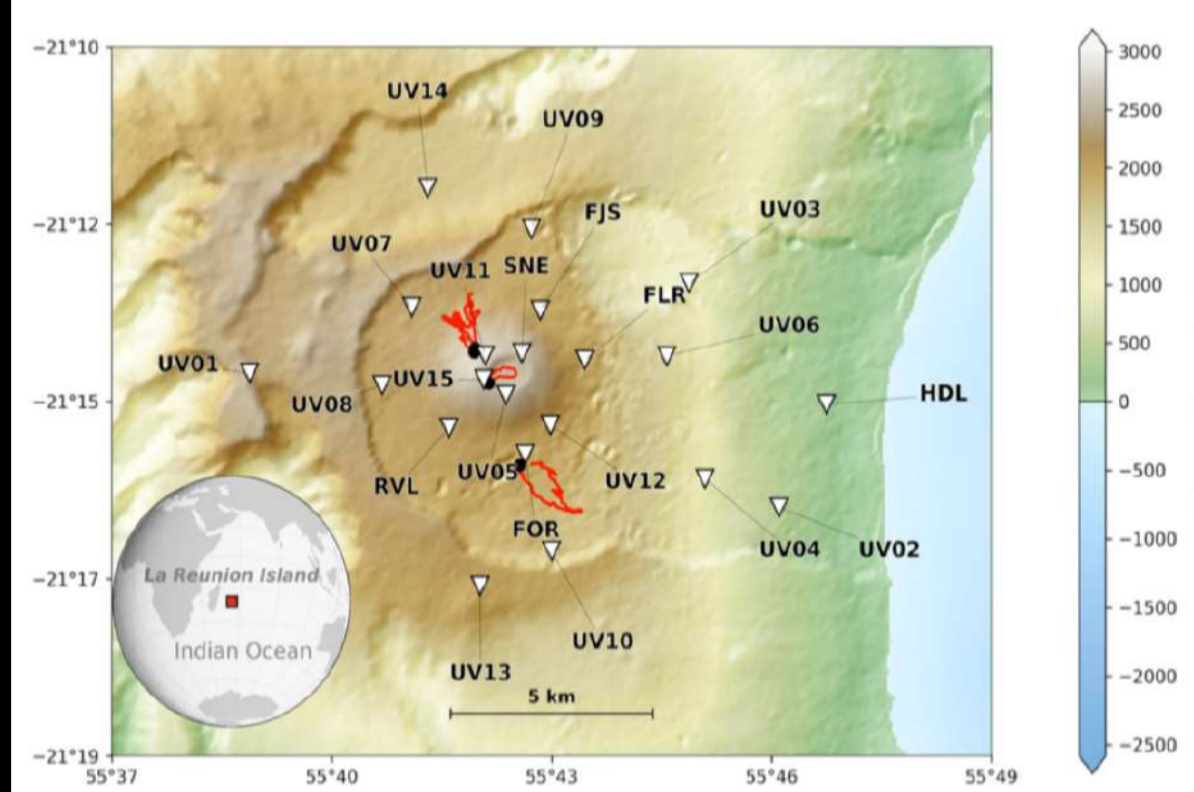 −21°10
3000
UV14
2500
UV09
2000
−21°12
FJS
UV03
1500
UV07
UV11
SNE
1000
FLR
UV06
500
UV01
UV15
HDL
0
−21°15
UV08
RVL
UV05
UV12
−500
FOR
UV04
UV02
−1000
−21°17
La Reunion Island
−1500
Indian Ocean
UV10
UV13
−2000
5 km
−2500
−21°19
55°37
55°40
55°43
55°46
55°49